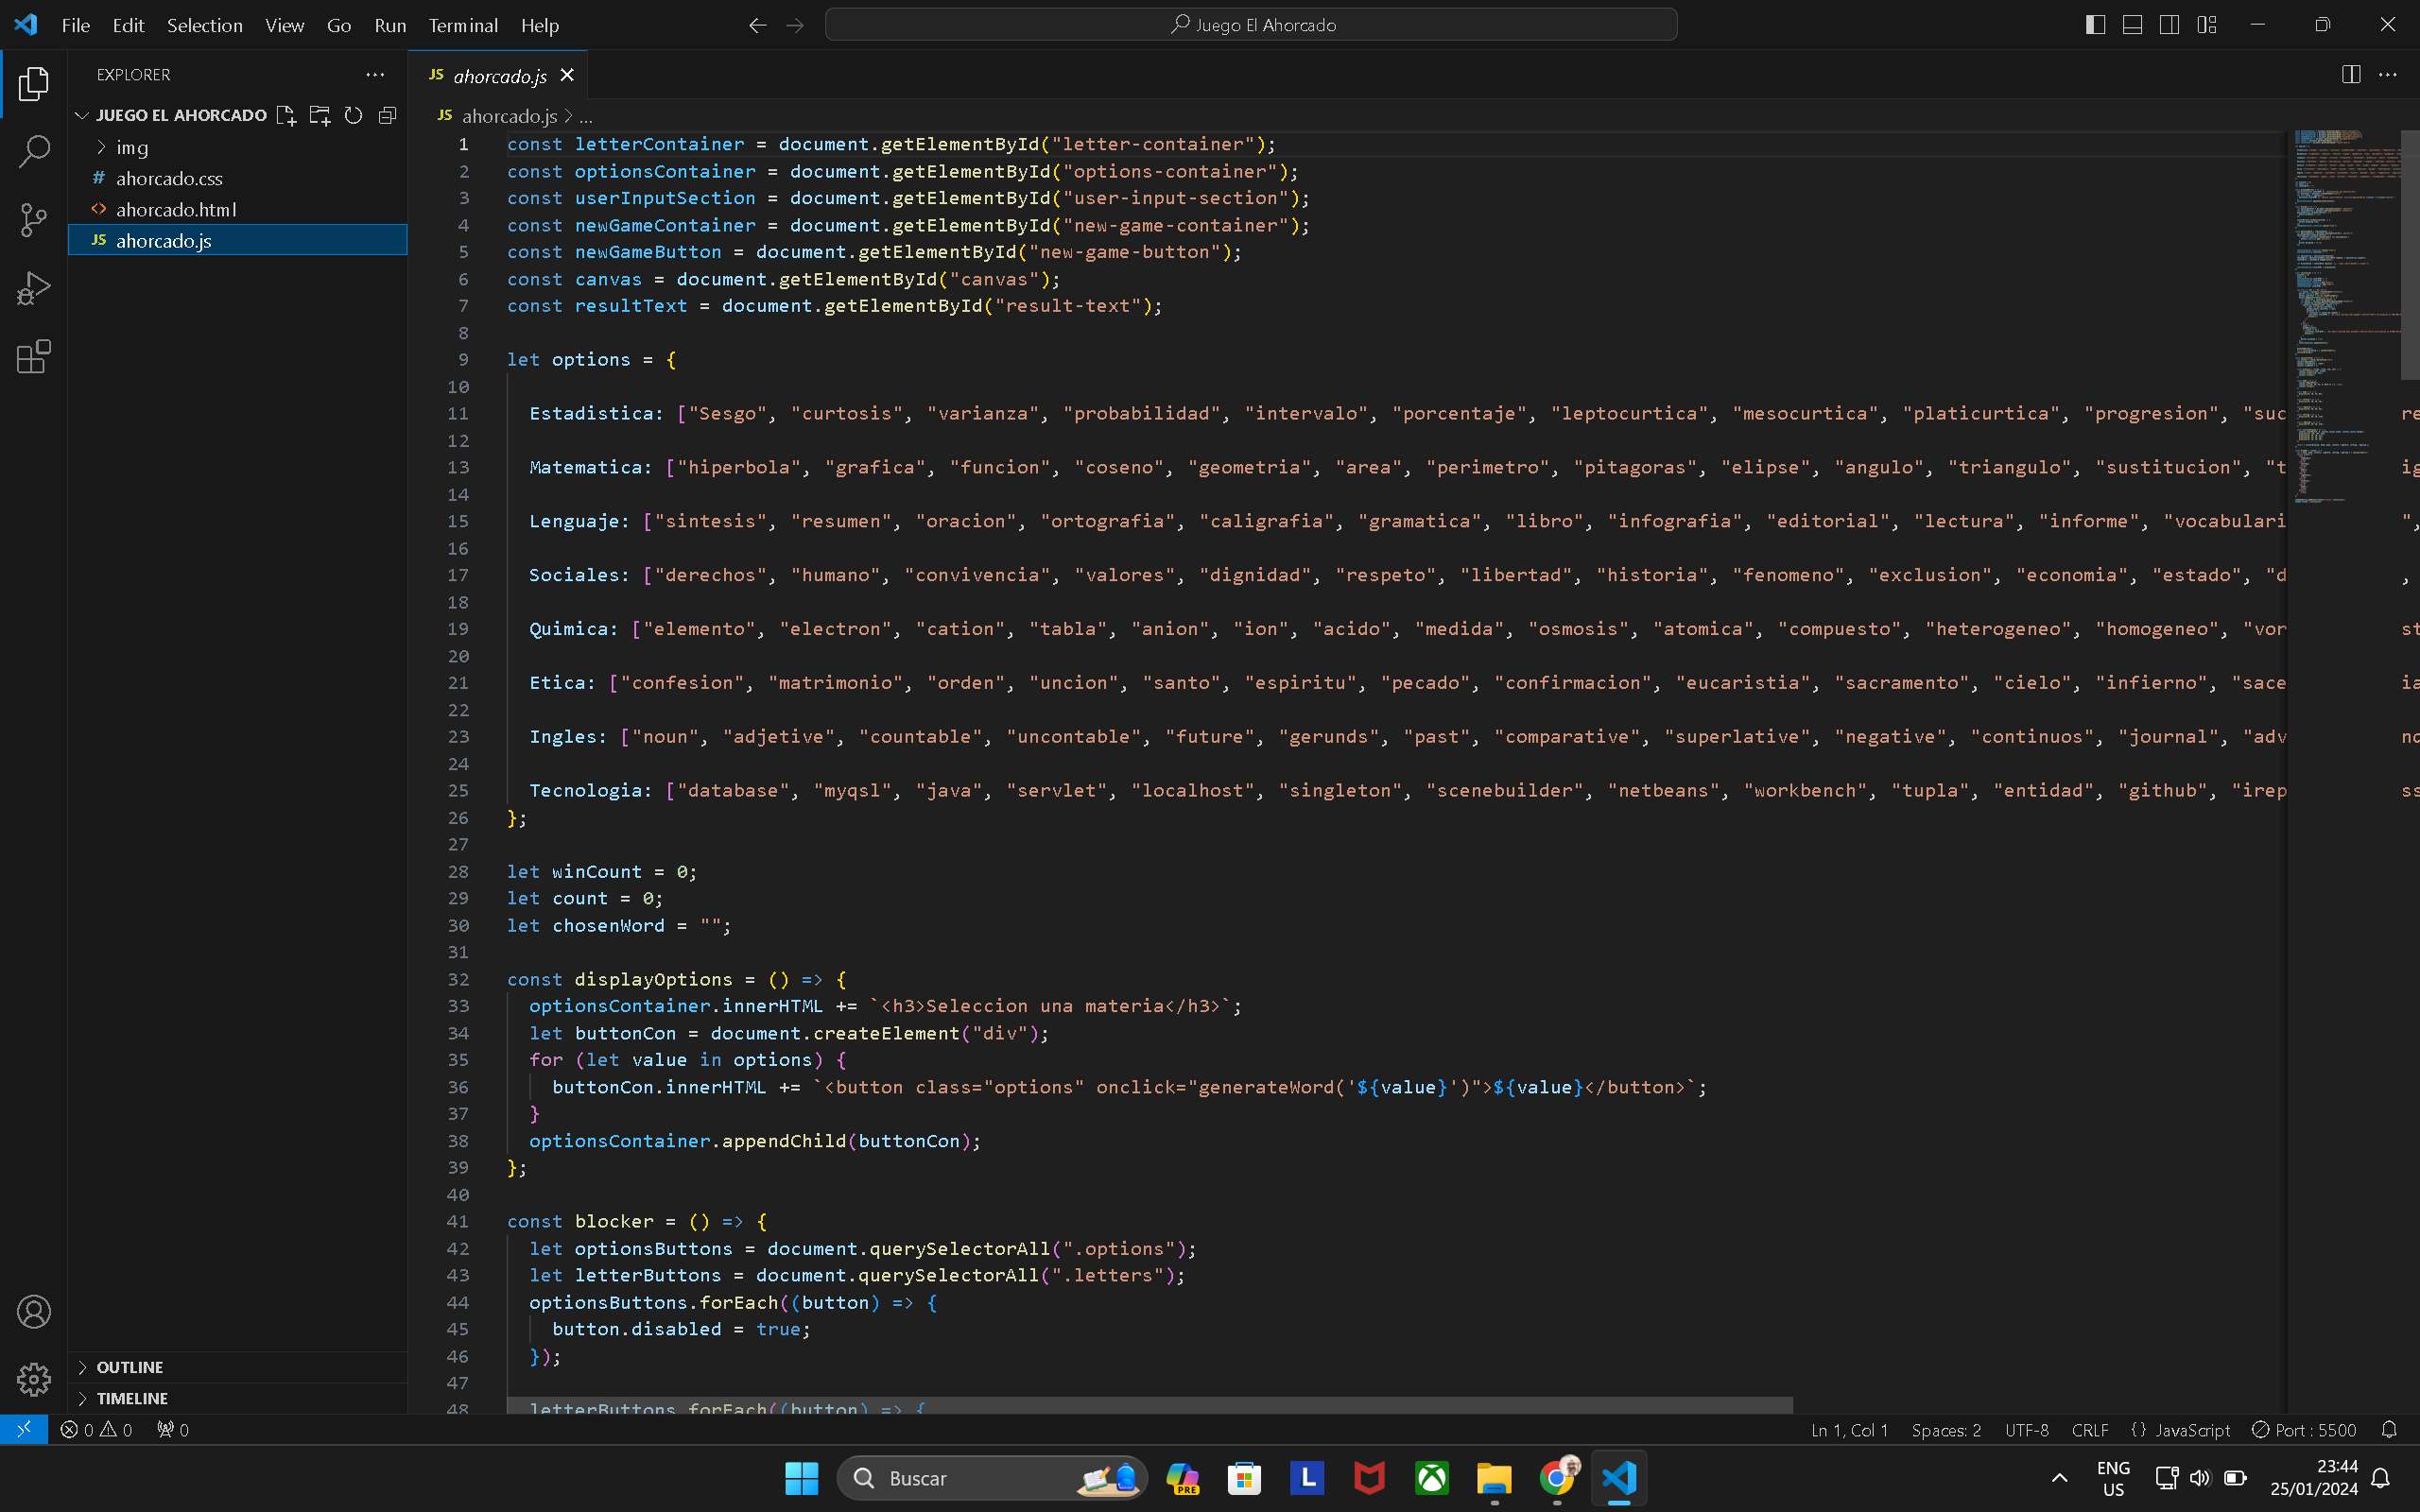 File Edit Selection View Go Run Terminal Help
Juego El Ahorcado
EXPLORER
JUEGO EL AHORCADO
img
# ahorcado.css
<> ahorcado.html
JS ahorcado.js
OUTLINE
TIMELINE
JS ahorcado.js
JS ahorcado.js > ...
1 const letterContainer = document.getElementById("letter-container");
2 const optionsContainer = document.getElementById("options-container");
3 const userInputSection = document.getElementById("user-input-section");
4 const newGameContainer = document.getElementById("new-game-container");
5 const newGameButton = document.getElementById("new-game-button");
6 const canvas = document.getElementById("canvas");
7 const resultText = document.getElementById("result-text");
8
9 let options = {
10
11 Estadistica: ["Sesgo", "curtosis", "varianza", "probabilidad", "intervalo", "porcentaje", "leptocurtica", "mesocurtica", "platicurtica", "progresion", "suc
12
13 Matematica: ["hiperbola", "grafica", "funcion", "coseno", "geometria", "area", "perimetro", "pitagoras", "elipse", "angulo", "triangulo", "sustitucion", "t
14
15 Lenguaje: ["sintesis", "resumen", "oracion", "ortografia", "caligrafia", "gramatica", "libro", "infografia", "editorial", "lectura", "informe", "vocabulari
16
17 Sociales: ["derechos", "humano", "convivencia", "valores", "dignidad", "respeto", "libertad", "historia", "fenomeno", "exclusion", "economia", "estado", "d
18
19 Quimica: ["elemento", "electron", "cation", "tabla", "anion", "ion", "acido", "medida", "osmosis", "atomica", "compuesto", "heterogeneo", "homogeneo", "vor
20
21 Etica: ["confesion", "matrimonio", "orden", "uncion", "santo", "espiritu", "pecado", "confirmacion", "eucaristia", "sacramento", "cielo", "infierno", "sace
22
23 Ingles: ["noun", "adjetive", "countable", "uncontable", "future", "gerunds", "past", "comparative", "superlative", "negative", "continuos", "journal", "adv
24
25 Tecnologia: ["database", "myqsl", "java", "servlet", "localhost", "singleton", "scenebuilder", "netbeans", "workbench", "tupla", "entidad", "github", "irep
26 };
27
28 let winCount = 0;
29 let count = 0;
30 let chosenWord = "";
31
32 const displayOptions = () => {
33 optionsContainer.innerHTML += `<h3>Seleccion una materia</h3>`;
34 let buttonCon = document.createElement("div");
35 for (let value in options) {
36 buttonCon.innerHTML += `<button class="options" onclick="generateWord('${value}')">${value}</button>`;
37 }
38 optionsContainer.appendChild(buttonCon);
39 };
40
41 const blocker = () => {
42 let optionsButtons = document.querySelectorAll(".options");
43 let letterButtons = document.querySelectorAll(".letters");
44 optionsButtons.forEach((button) => {
45 button.disabled = true;
46 });
47
48 letterButtons.forEach((button) => {
0 0 0
Ln 1, Col 1 Spaces: 2 UTF-8 CRLF {} JavaScript Port : 5500
Buscar
PRE
L
ENG
US
23:44
25/01/2024